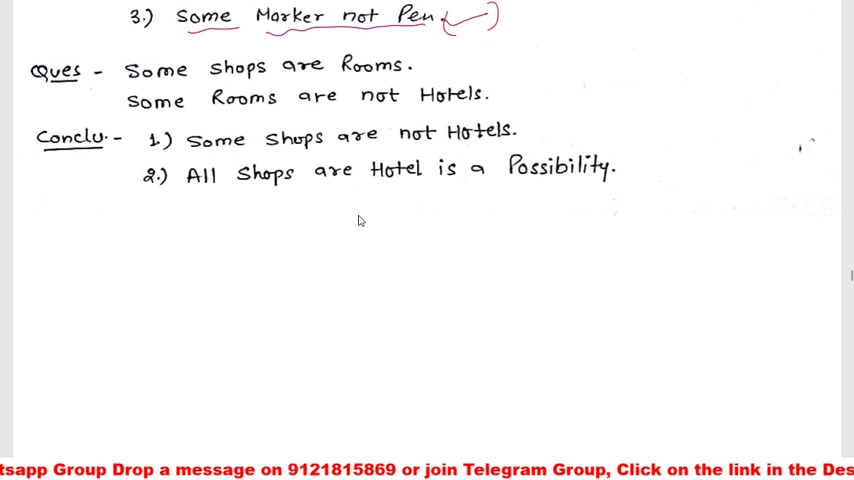 3.) Some Marker not Pen.
Ques - Some shops are Rooms.
Some Rooms are not Hotels.
Conclu. - 1.) Some shops are not Hotels.
2.) All shops are Hotel is a Possibility.
tsapp Group Drop a message on 9121815869 or join Telegram Group, Click on the link in the Des